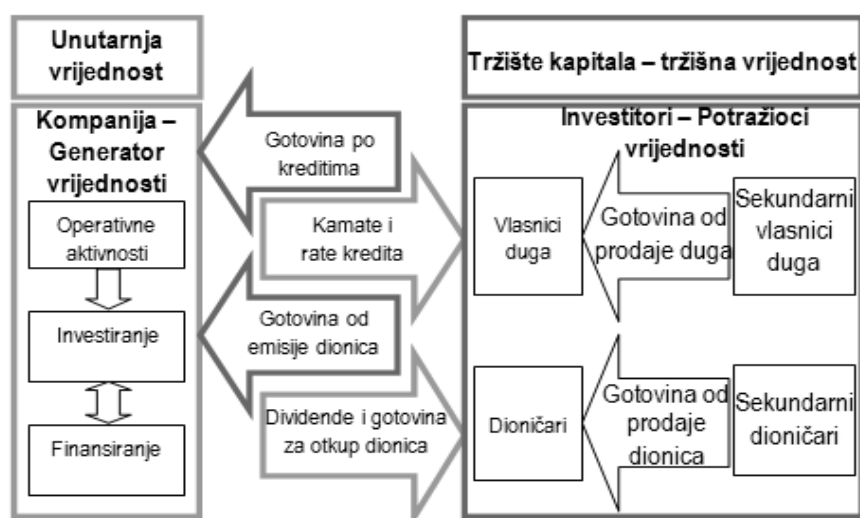 Unutarnja
vrijednost
Tržište kapitala – tržišna vrijednost
Kompanija –
Generator
vrijednosti
Operativne
aktivnosti
Investiranje
Finansiranje
Gotovina po
kreditima
Kamate i
rate kredita
Gotovina od
emisije dionica
Dividende i gotovina
za otkup dionica
Investitori – Potražioci
vrijednosti
Vlasnici
duga
Gotovina od
prodaje duga
Sekundarni
vlasnici
duga
Dioničari
Gotovina od
prodaje
dionica
Sekundarni
dioničari